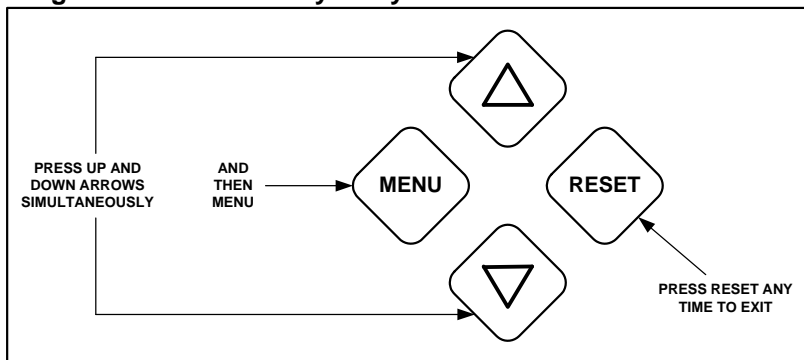 PRESS UP AND
DOWN ARROWS
SIMULTANEOUSLY
AND
THEN
MENU
MENU
RESET
PRESS RESET ANY
TIME TO EXIT